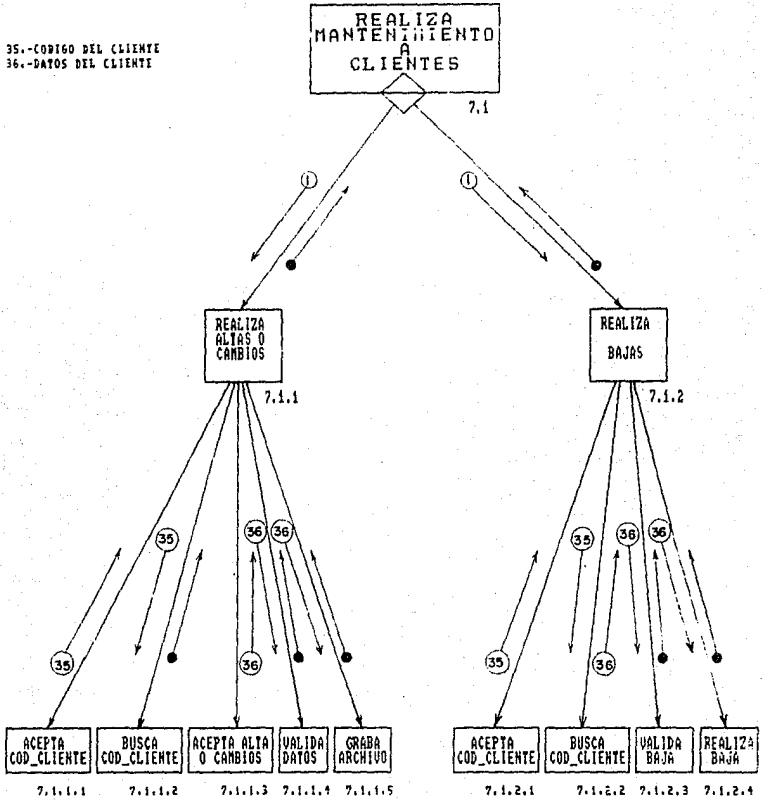 REALIZA
MANTENIMIENTO
A
CLIENTES
35.-CODIGO DEL CLIENTE
36.-DATOS DEL CLIENTE
7.1
1
1
REALIZA
ALTAS O
CAMBIOS
7.1.1
REALIZA
BAJAS
7.1.2
35
36
36
35
36
36
35
36
35
36
ACEPTA
COD_CLIENTE
BUSCA
COD_CLIENTE
ACEPTA ALTA
O CAMBIOS
VALIDA
DATOS
GRABA
ARCHIVO
ACEPTA
COD_CLIENTE
BUSCA
COD_CLIENTE
VALIDA
BAJA
REALIZA
BAJA
7.1.1.1
7.1.1.2
7.1.1.3
7.1.1.4
7.1.1.5
7.1.2.1
7.1.2.2
7.1.2.3
7.1.2.4